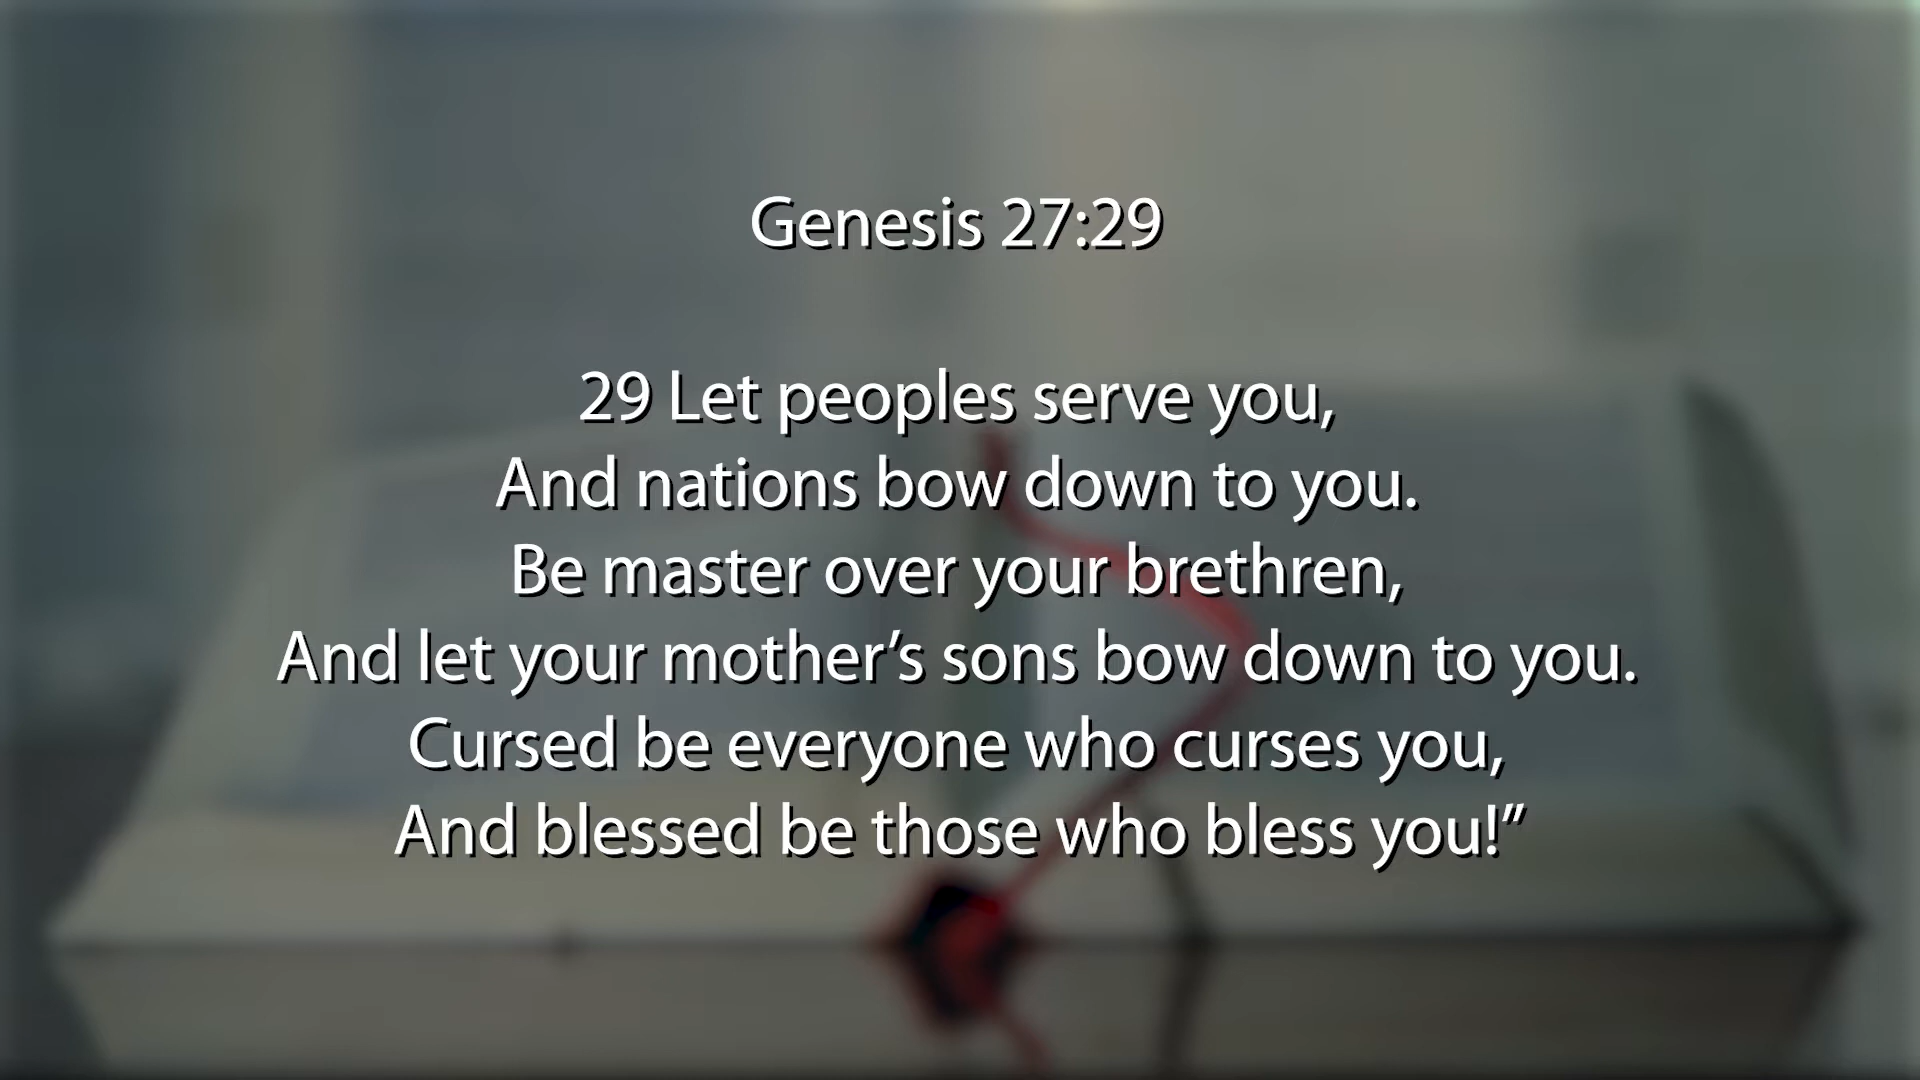 Genesis 27:29
29 Let peoples serve you,
And nations bow down to you.
Be master over your brethren,
And let your mother’s sons bow down to you.
Cursed be everyone who curses you,
And blessed be those who bless you!”